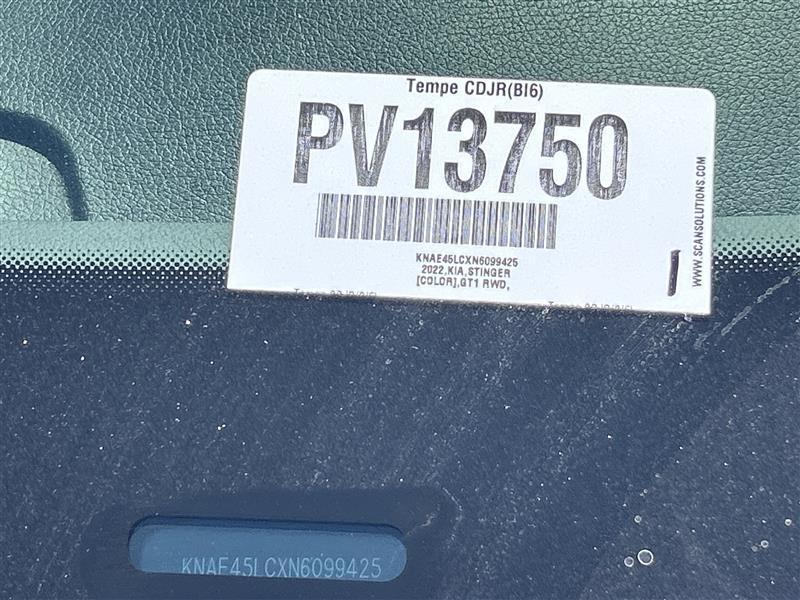 Tempe CDJR(BI6)
PV13750
KNAE45LCXN6099425
2022,KIA,STINGER
[COLOR],GT1 RWD,
WWW.SCANSOLUTIONS.COM
KNAE45LCXN6099425